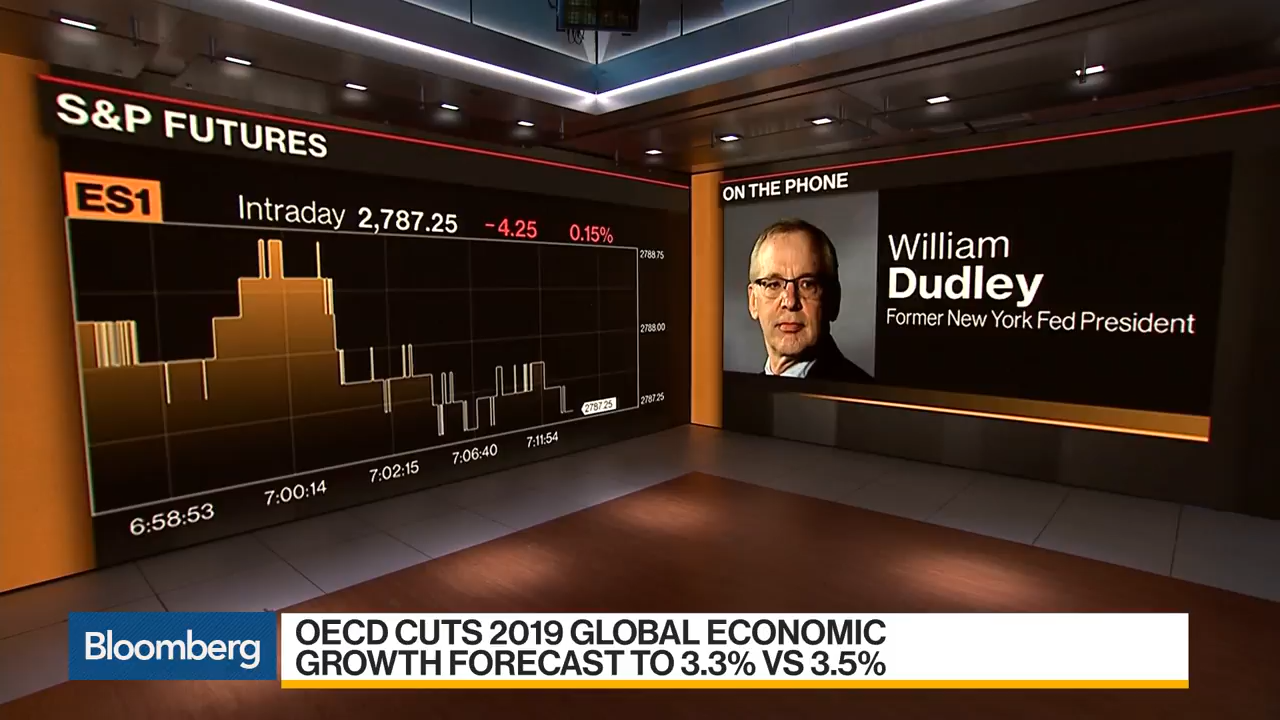 S&P FUTURES
ES1
Intraday 2,787.25 -4.25 0.15%
2788.75
2788.00
2787.25
2787.25
6:58:53
7:00:14
7:02:15
7:06:40
7:11:54
ON THE PHONE
William
Dudley
Former New York Fed President
Bloomberg
OECD CUTS 2019 GLOBAL ECONOMIC
GROWTH FORECAST TO 3.3% VS 3.5%